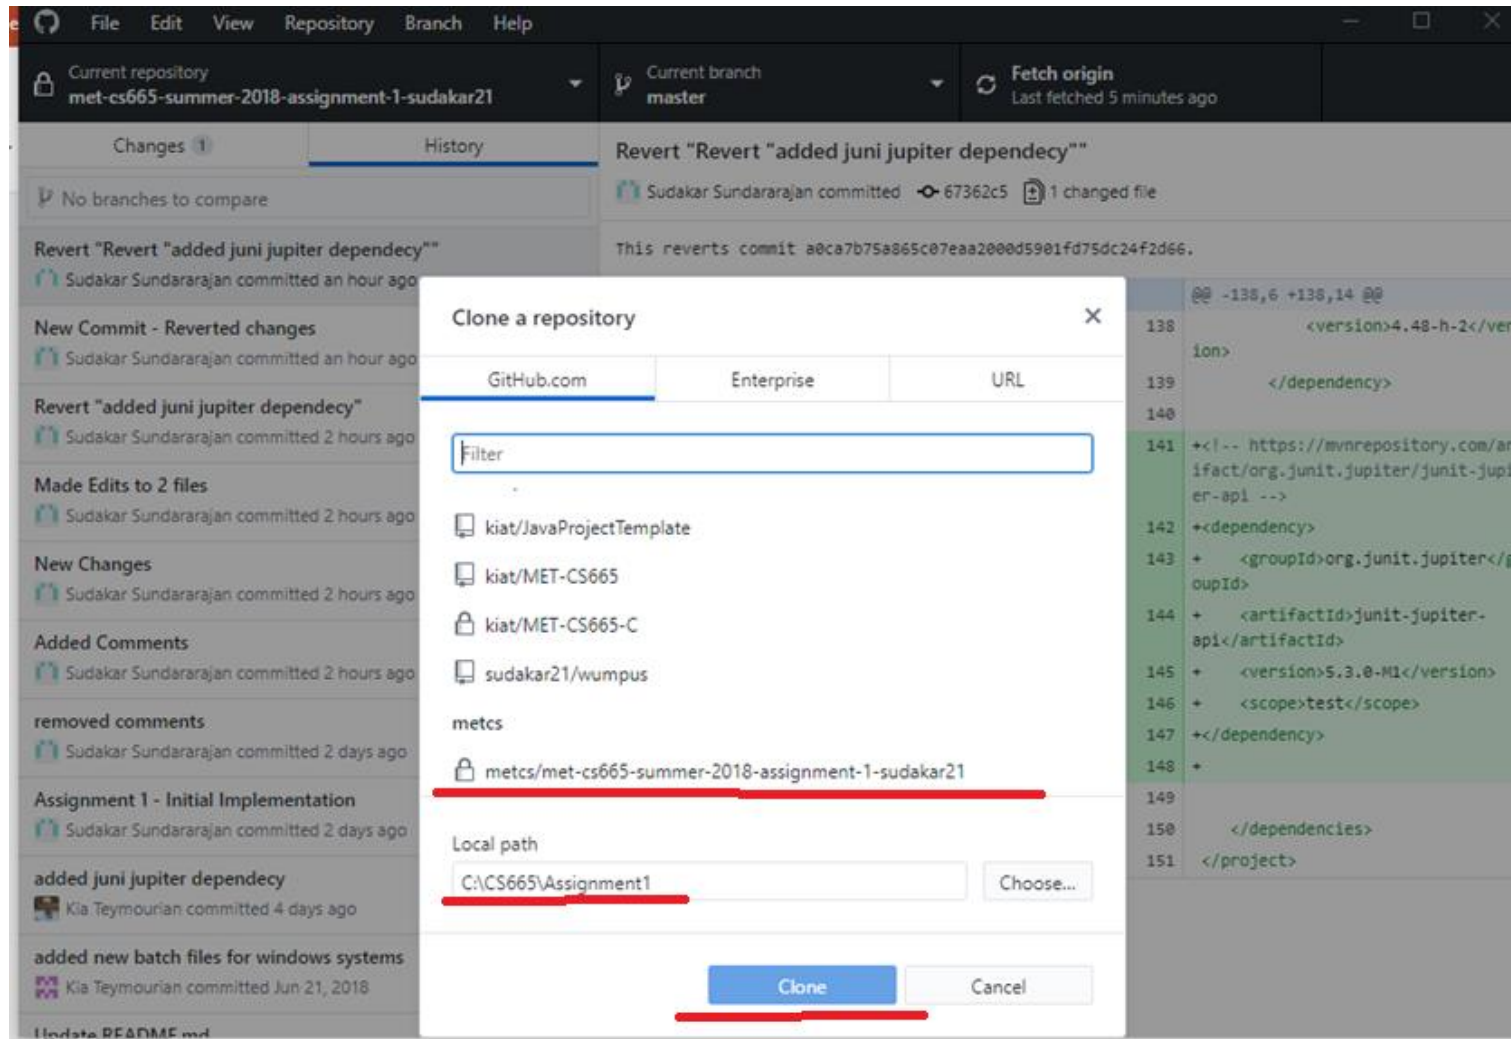 File Edit View Repository Branch Help
Current repository
met-cs665-summer-2018-assignment-1-sudakar21
Current branch
master
Fetch origin
Last fetched 5 minutes ago
Changes 1
History
No branches to compare
Revert "Revert "added juni jupiter dependecy""
Sudakar Sundararajan committed an hour ago
New Commit - Reverted changes
Sudakar Sundararajan committed an hour ago
Revert "added juni jupiter dependecy"
Sudakar Sundararajan committed 2 hours ago
Made Edits to 2 files
Sudakar Sundararajan committed 2 hours ago
New Changes
Sudakar Sundararajan committed 2 hours ago
Added Comments
Sudakar Sundararajan committed 2 hours ago
removed comments
Sudakar Sundararajan committed 2 days ago
Assignment 1 - Initial Implementation
Sudakar Sundararajan committed 2 days ago
added juni jupiter dependecy
Kia Teymourian committed 4 days ago
added new batch files for windows systems
Kia Teymourian committed Jun 21, 2018
Update README.md
Revert "Revert "added juni jupiter dependecy""
Sudakar Sundararajan committed 67362c5 1 changed file
This reverts commit a0ca7b75a865c07eaa2000d5901fd75dc24f2d66.
Clone a repository
GitHub.com Enterprise URL
Filter
kiat/JavaProjectTemplate
kiat/MET-CS665
kiat/MET-CS665-C
sudakar21/wumpus
metcs
metcs/met-cs665-summer-2018-assignment-1-sudakar21
Local path
C:\CS665\Assignment1
Choose...
Clone
Cancel
@@ -138,6 +138,14 @@
138 <version>4.48-h-2</ver
ion>
139 </dependency>
140
141 +<!-- https://mvnrepository.com/ar
ifact/org.junit.jupiter/junit-jupi
er-api -->
142 +<dependency>
143 + <groupId>org.junit.jupiter</g
oupId>
144 + <artifactId>junit-jupiter-
api</artifactId>
145 + <version>5.3.0-M1</version>
146 + <scope>test</scope>
147 +</dependency>
148 +
149
150 </dependencies>
151 </project>